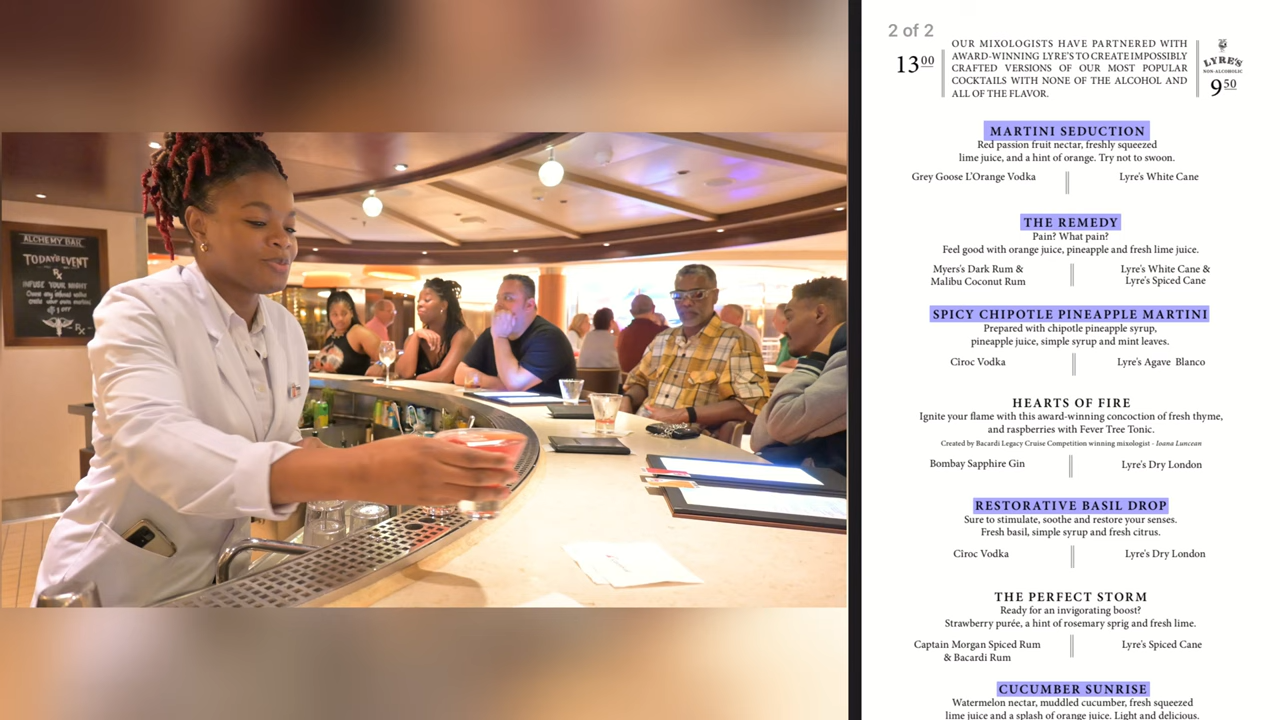 ALCHEMY BAR
TODAY'S EVENT
Rx
INFUSE YOUR NIGHT
2 of 2
13.00
OUR MIXOLOGISTS HAVE PARTNERED WITH
AWARD-WINNING LYRE'S TO CREATE IMPOSSIBLY
CRAFTED VERSIONS OF OUR MOST POPULAR
COCKTAILS WITH NONE OF THE ALCOHOL AND
ALL OF THE FLAVOR.
LYRE'S
NON-ALCOHOLIC
9.50
MARTINI SEDUCTION
Red passion fruit nectar, freshly squeezed
lime juice, and a hint of orange. Try not to swoon.
Grey Goose L'Orange Vodka
Lyre's White Cane
THE REMEDY
Pain? What pain?
Feel good with orange juice, pineapple and fresh lime juice.
Myers's Dark Rum &
Malibu Coconut Rum
Lyre's White Cane &
Lyre's Spiced Cane
SPICY CHIPOTLE PINEAPPLE MARTINI
Prepared with chipotle pineapple syrup,
pineapple juice, simple syrup and mint leaves.
Cîroc Vodka
Lyre's Agave Blanco
HEARTS OF FIRE
Ignite your flame with this award-winning concoction of fresh thyme,
and raspberries with Fever Tree Tonic.
Created by Bacardi Legacy Cruise Competition winning mixologist - Ioana Luncean
Bombay Sapphire Gin
Lyre's Dry London
RESTORATIVE BASIL DROP
Sure to stimulate, soothe and restore your senses.
Fresh basil, simple syrup and fresh citrus.
Cîroc Vodka
Lyre's Dry London
THE PERFECT STORM
Ready for an invigorating boost?
Strawberry purée, a hint of rosemary sprig and fresh lime.
Captain Morgan Spiced Rum
& Bacardi Rum
Lyre's Spiced Cane
CUCUMBER SUNRISE
Watermelon nectar, muddled cucumber, fresh squeezed
lime juice and a splash of orange juice. Light and delicious.